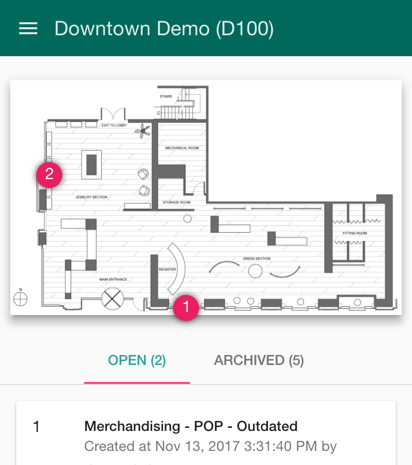 Downtown Demo (D100)
STAIRS
EXIT TO LOBBY
MECHANICAL ROOM
2
JEWELRY SECTION
STORAGE ROOM
FITTING ROOM
DRESS SECTION
REGISTER
MAIN ENTRANCE
N
1
OPEN (2)
ARCHIVED (5)
1
Merchandising - POP - Outdated
Created at Nov 13, 2017 3:31:40 PM by